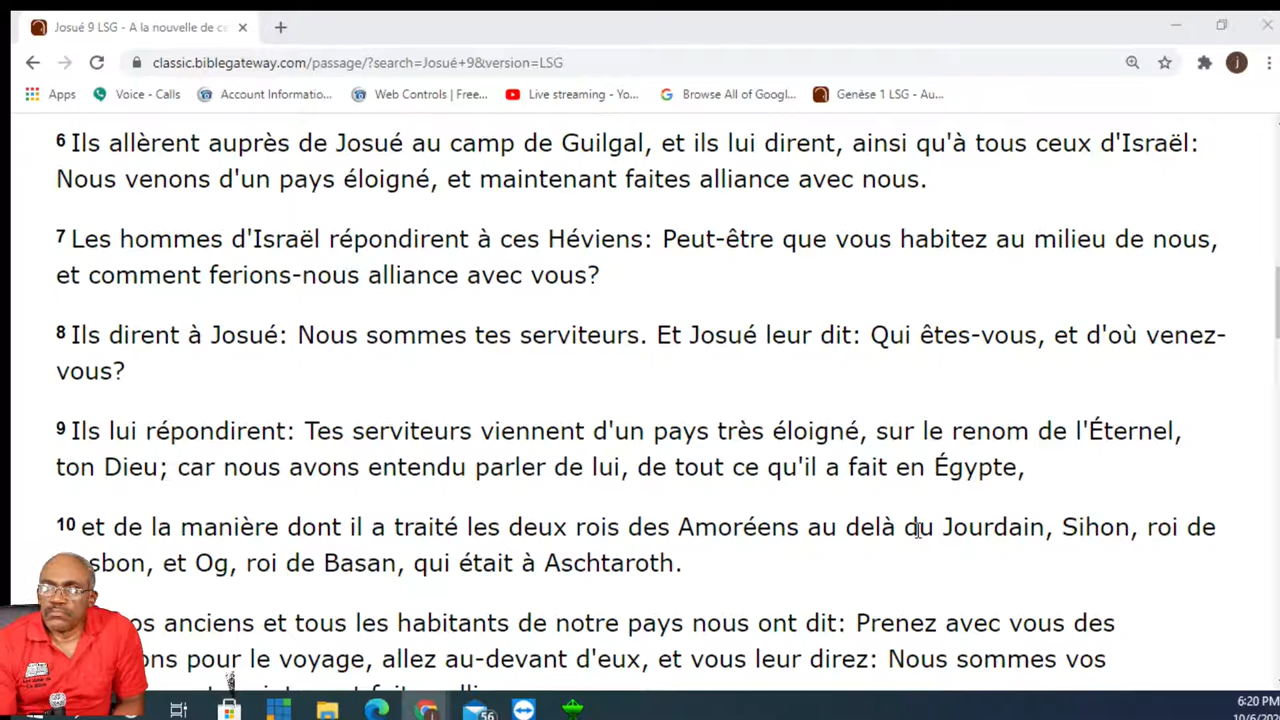 Josué 9 LSG - A la nouvelle de c
classic.biblegateway.com/passage/?search=Josué+9&version=LSG
j
Apps Voice - Calls Account Informatio... Web Controls | Free... Live streaming - Yo... Browse All of Googl... Genèse 1 LSG - Au...
6 Ils allèrent auprès de Josué au camp de Guilgal, et ils lui dirent, ainsi qu'à tous ceux d'Israël:
Nous venons d'un pays éloigné, et maintenant faites alliance avec nous.
7 Les hommes d'Israël répondirent à ces Héviens: Peut-être que vous habitez au milieu de nous,
et comment ferions-nous alliance avec vous?
8 Ils dirent à Josué: Nous sommes tes serviteurs. Et Josué leur dit: Qui êtes-vous, et d'où venez-
vous?
9 Ils lui répondirent: Tes serviteurs viennent d'un pays très éloigné, sur le renom de l'Éternel,
ton Dieu; car nous avons entendu parler de lui, de tout ce qu'il a fait en Égypte,
10 et de la manière dont il a traité les deux rois des Amoréens au delà du Jourdain, Sihon, roi de
sbon, et Og, roi de Basan, qui était à Aschtaroth.
os anciens et tous les habitants de notre pays nous ont dit: Prenez avec vous des
ons pour le voyage, allez au-devant d'eux, et vous leur direz: Nous sommes vos
56
6:20 PM